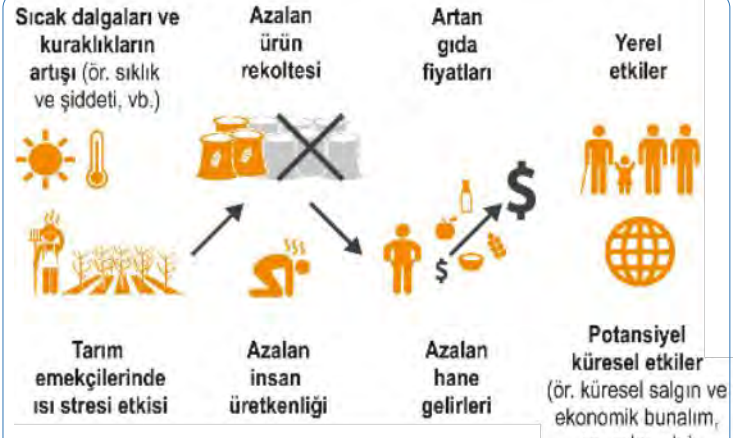 Sıcak dalgaları ve
kuraklıkların
artışı (ör. sıklık
ve şiddeti, vb.)
Azalan
ürün
rekoltesi
Artan
gıda
fiyatları
Yerel
etkiler
$
$
Tarım
emekçilerinde
ısı stresi etkisi
Azalan
insan
üretkenliği
Azalan
hane
gelirleri
Potansiyel
küresel etkiler
(ör. küresel salgın ve
ekonomik bunalım,